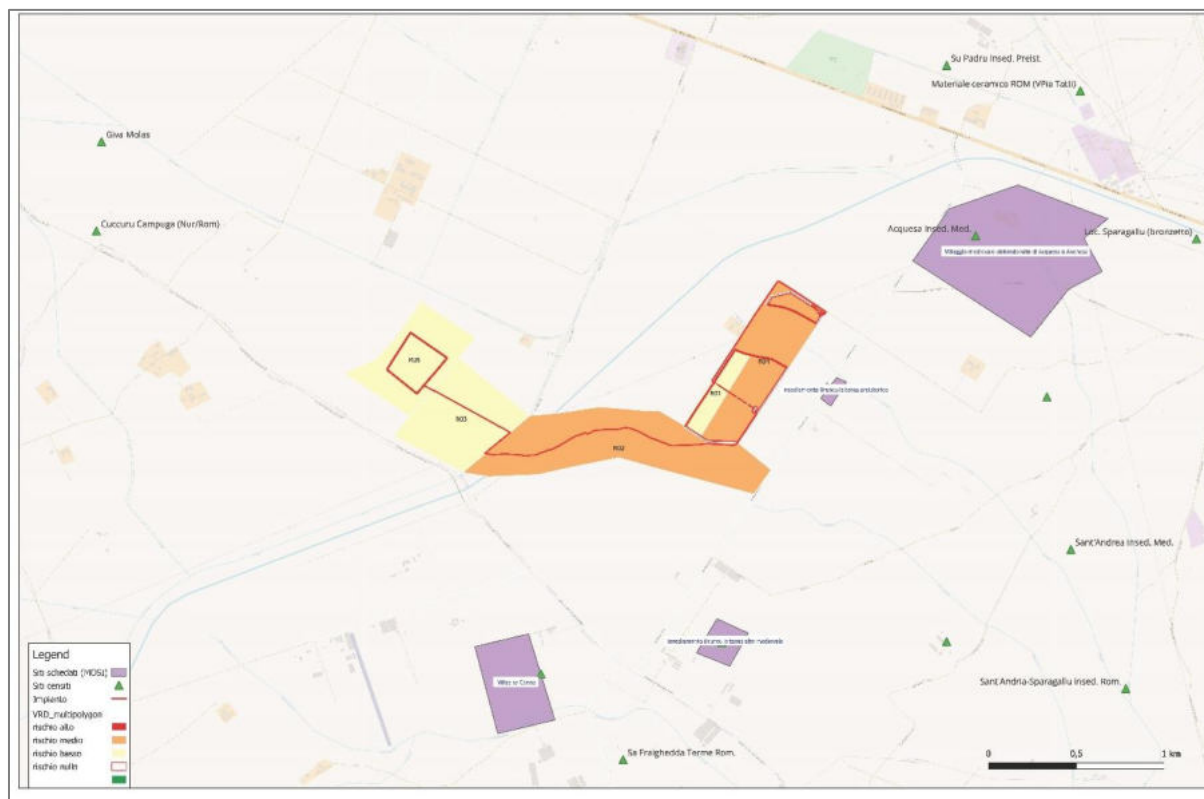 Su Padru Insed. Preist.
Materiale ceramico ROM (VPie Tatti)
Giva Molas
Cuccuru Campuga (Nur/Rom)
Acquesa Insed. Med.
Loc. Sparagallu (bronzetto)
R03
R02
Sant'Andrea Insed. Med.
Sant'Andria-Sparagallu Insed. Rom.
Sa Fraighedda Terme Rom.
0
0,5
1 km
Legend
Siti schedati (MOSI)
Siti censiti
Impianto
VRD_multipolygon
rischio alto
rischio medio
rischio basso
rischio nullo